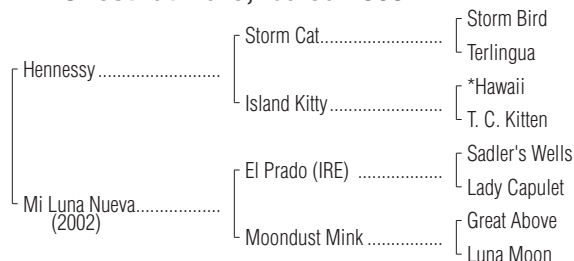 Storm Bird
Storm Cat
Terlingua
Hennessy
*Hawaii
Island Kitty
T. C. Kitten
Sadler's Wells
El Prado (IRE)
Lady Capulet
Mi Luna Nueva
(2002)
Great Above
Moondust Mink
Luna Moon